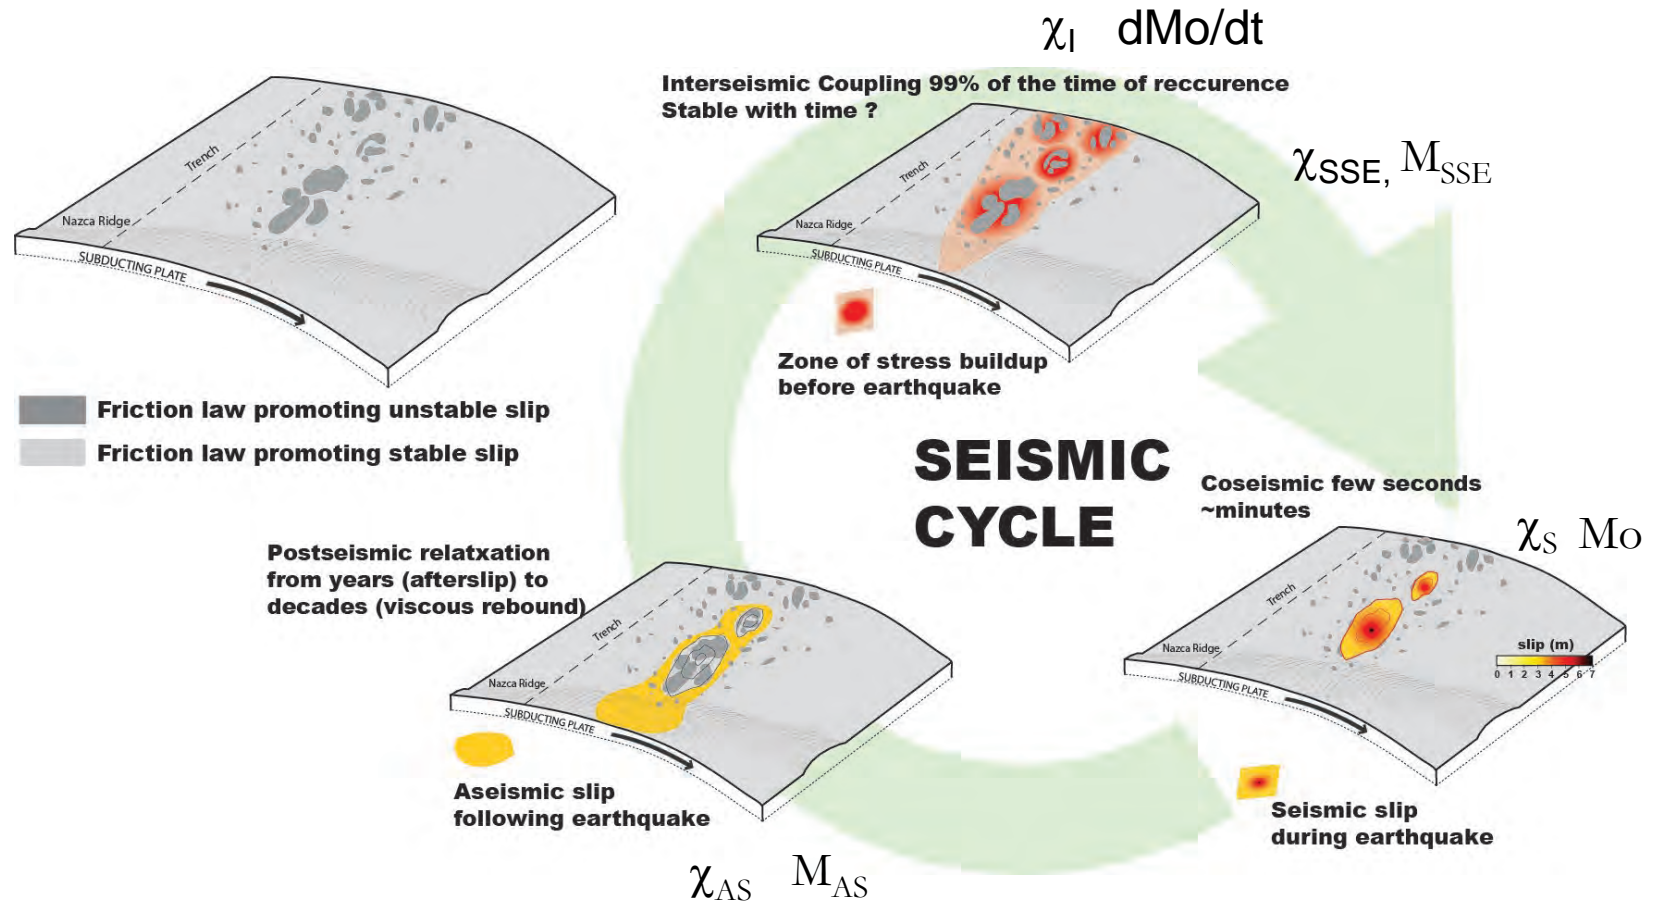 χI dMo/dt
Interseismic Coupling 99% of the time of reccurence
Stable with time ?
χSSE, MSSE
Trench
Nazca Ridge
SUBDUCTING PLATE
Trench
Nazca Ridge
SUBDUCTING PLATE
Zone of stress buildup
before earthquake
Friction law promoting unstable slip
Friction law promoting stable slip
SEISMIC
CYCLE
Coseismic few seconds
~minutes
χS Mo
Trench
Nazca Ridge
SUBDUCTING PLATE
slip (m)
0 1 2 3 4 5 6 7
Seismic slip
during earthquake
Postseismic relatxation
from years (afterslip) to
decades (viscous rebound)
Trench
Nazca Ridge
SUBDUCTING PLATE
Aseismic slip
following earthquake
χAS MAS